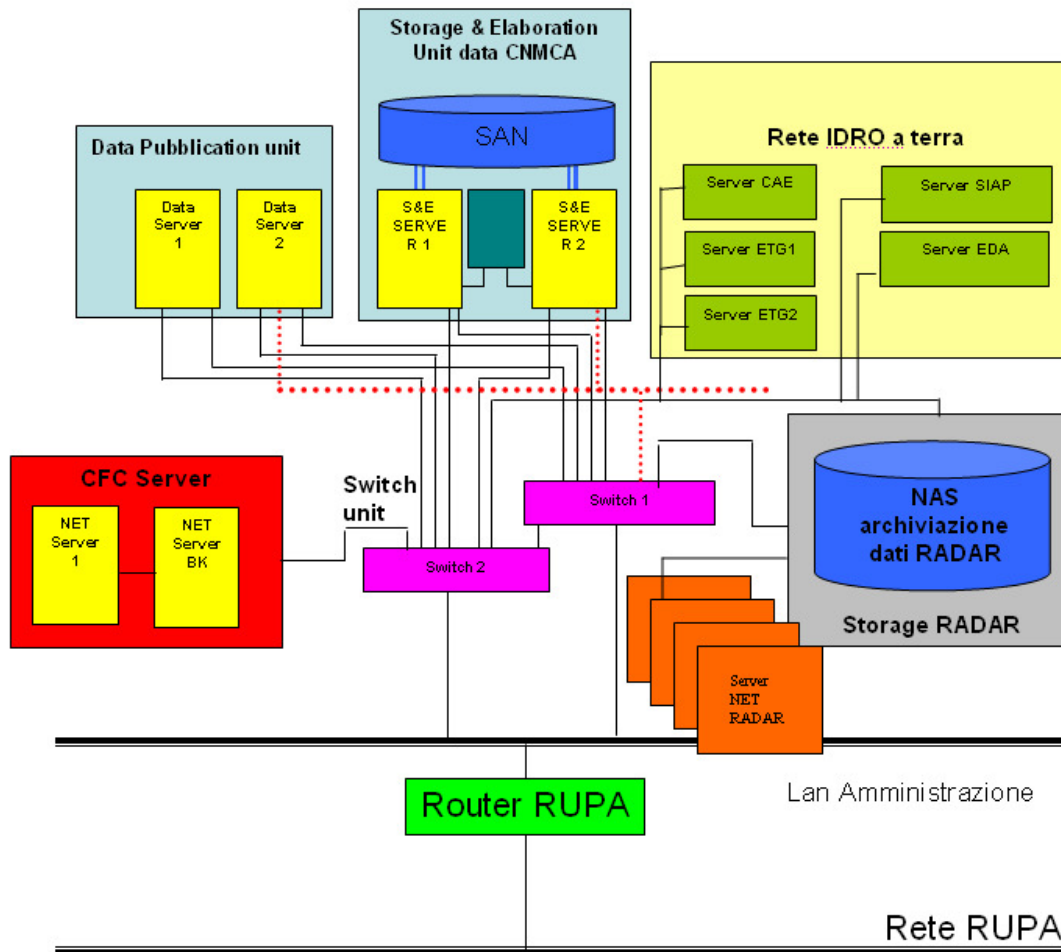 Storage & Elaboration
Unit data CNMCA
SAN
S&E
SERVE
R 1
S&E
SERVE
R 2
Data Pubblication unit
Data
Server
1
Data
Server
2
Rete IDRO a terra
Server CAE
Server SIAP
Server ETG1
Server EDA
Server ETG2
CFC Server
NET
Server
1
NET
Server
BK
Switch
unit
Switch 1
Switch 2
NAS
archiviazione
dati RADAR
Storage RADAR
Server
NET
RADAR
Lan Amministrazione
Router RUPA
Rete RUPA